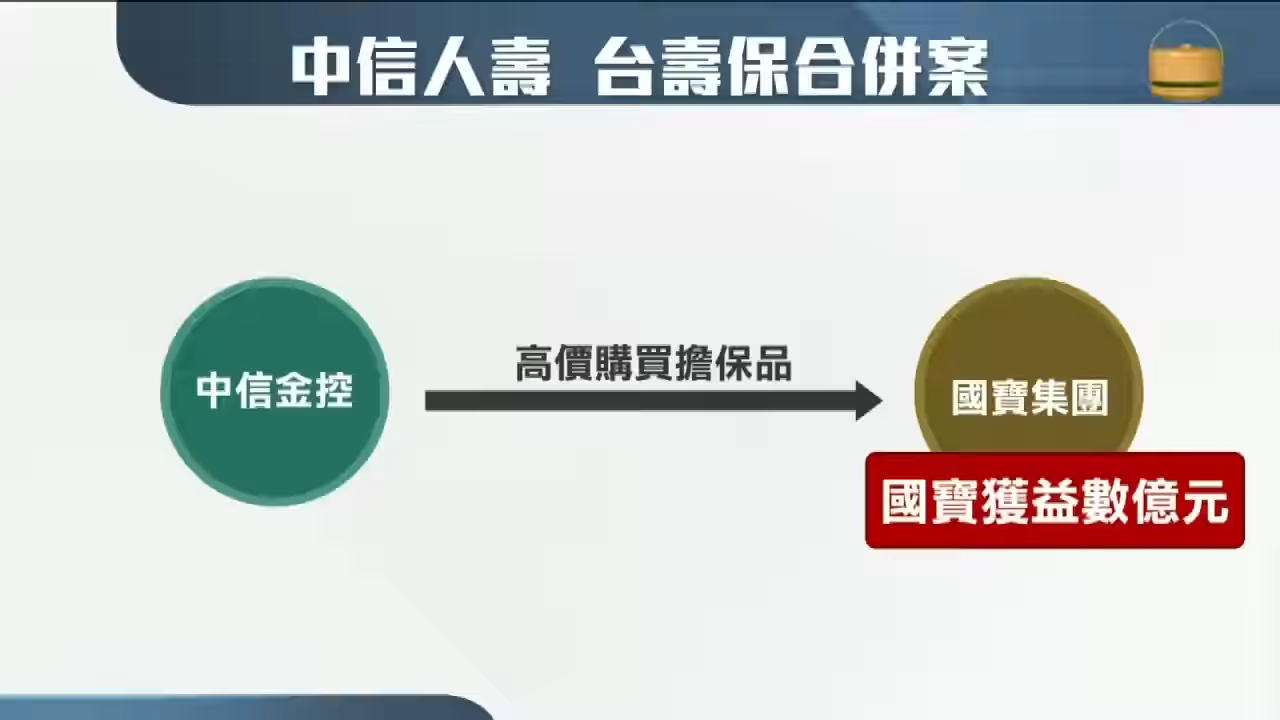 中信人壽 台壽保合併案
中信金控
高價購買擔保品
國寶集團
國寶獲益數億元